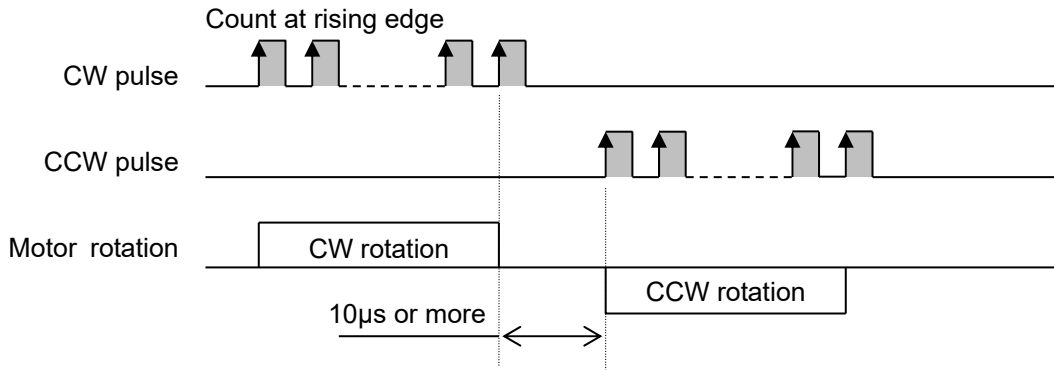 Count at rising edge
CW pulse
CCW pulse
Motor rotation
CW rotation
CCW rotation
10µs or more